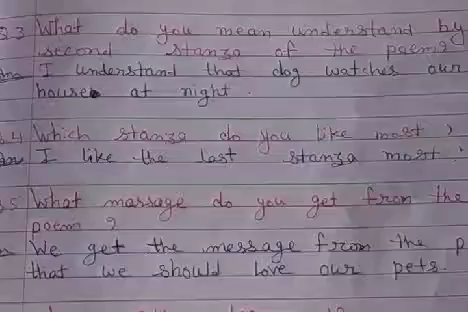 Q.3 What do you mean understand by
second stanza of the poem?
Ans I understand that dog watches our
house at night.
Q.4 Which stanza do you like most ?
Ans I like the last stanza most.
Q.5 What massage do you get from the
poem ?
We get the message from the p
that we should love our pets.